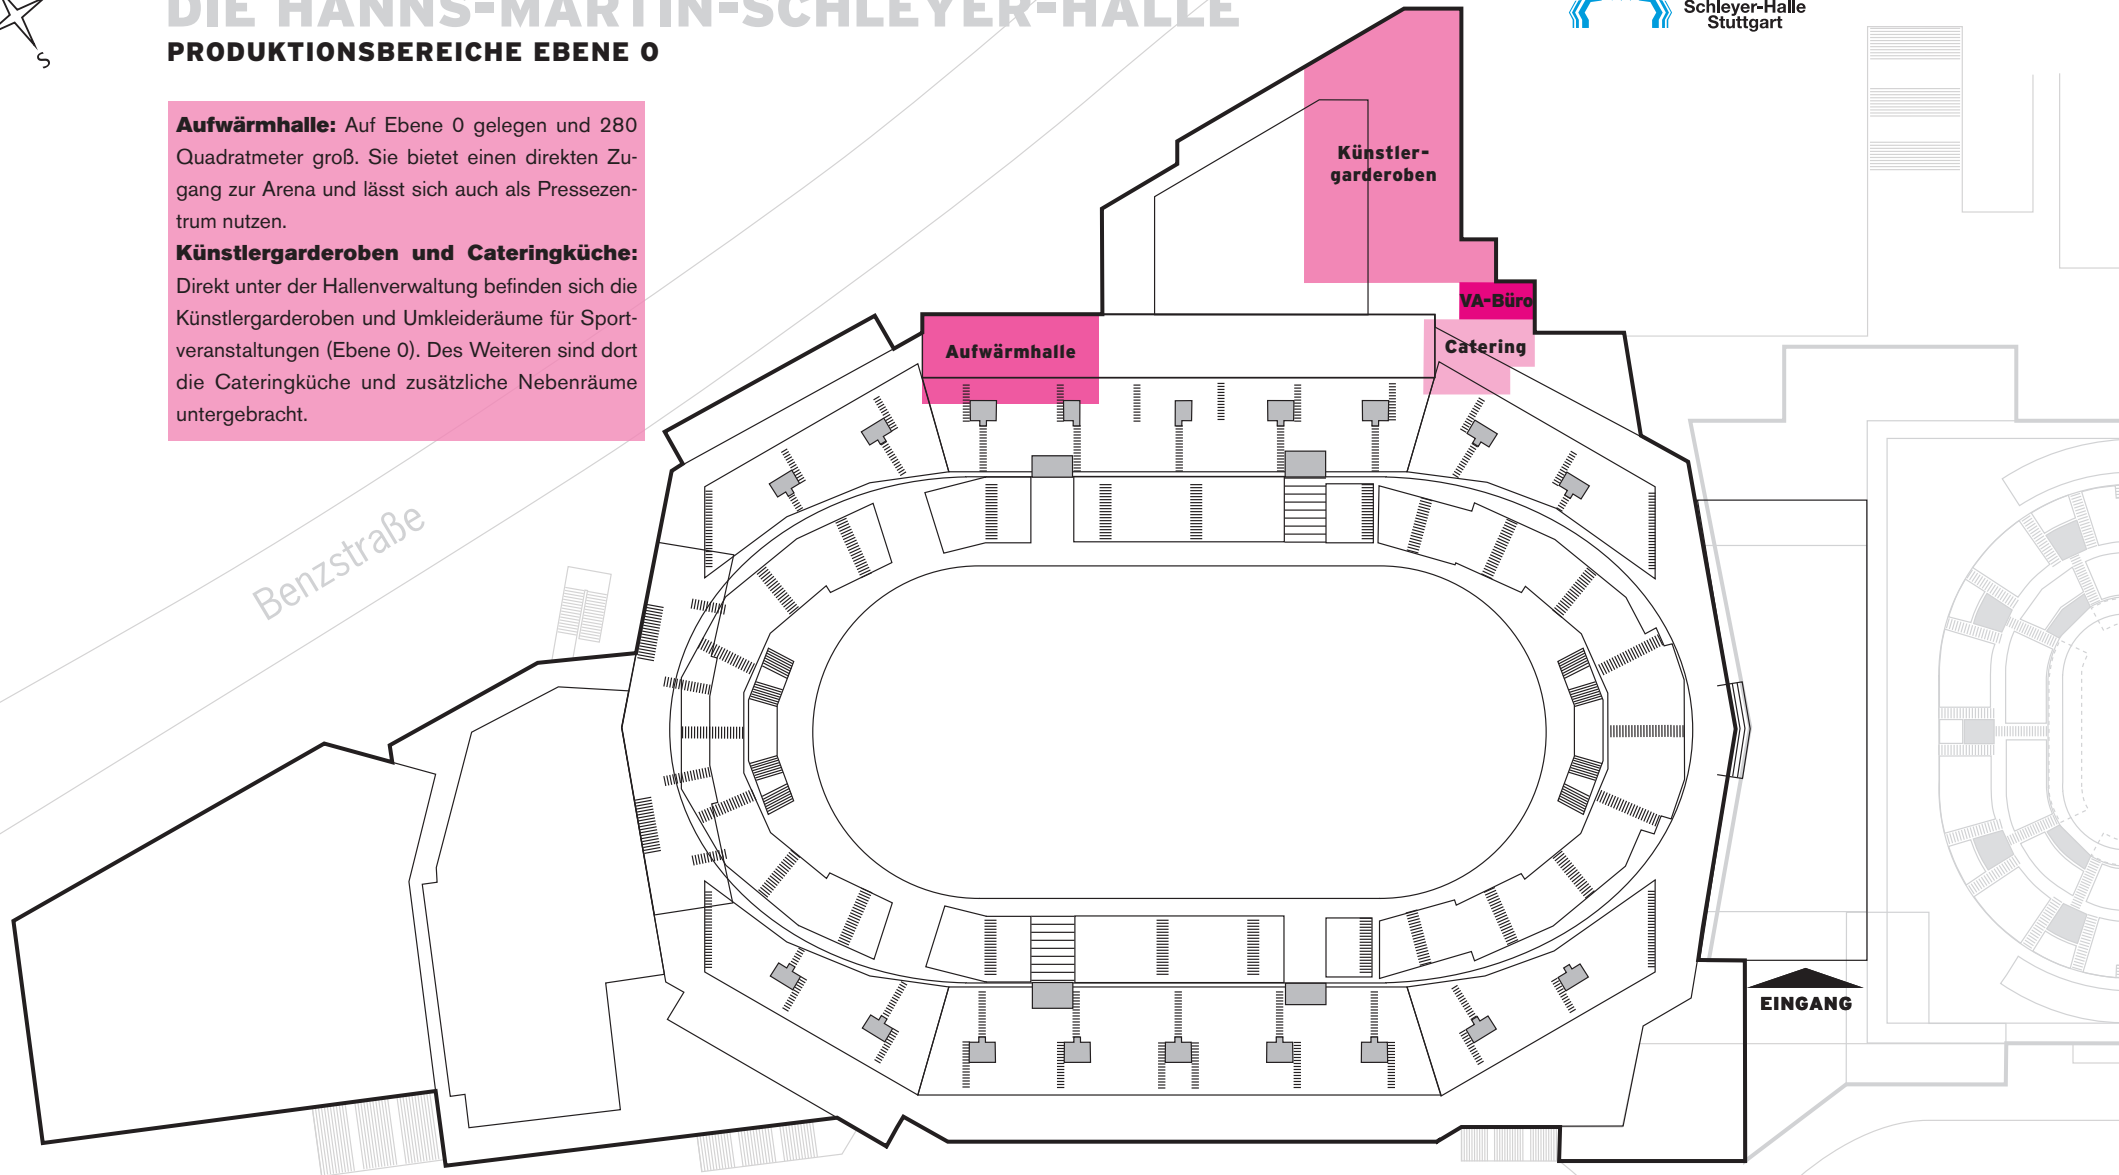 DIE HANNS-MARTIN-SCHLEYER-HALLE
PRODUKTIONSBEREICHE EBENE 0
Schleyer-Halle
Stuttgart
S
Aufwärmhalle: Auf Ebene 0 gelegen und 280
Quadratmeter groß. Sie bietet einen direkten Zu-
gang zur Arena und lässt sich auch als Pressezen-
trum nutzen.
Künstlergarderoben und Cateringküche:
Direkt unter der Hallenverwaltung befinden sich die
Künstlergarderoben und Umkleideräume für Sport-
veranstaltungen (Ebene 0). Des Weiteren sind dort
die Cateringküche und zusätzliche Nebenräume
untergebracht.
Künstler-
garderoben
VA-Büro
Catering
Aufwärmhalle
Benzstraße
EINGANG